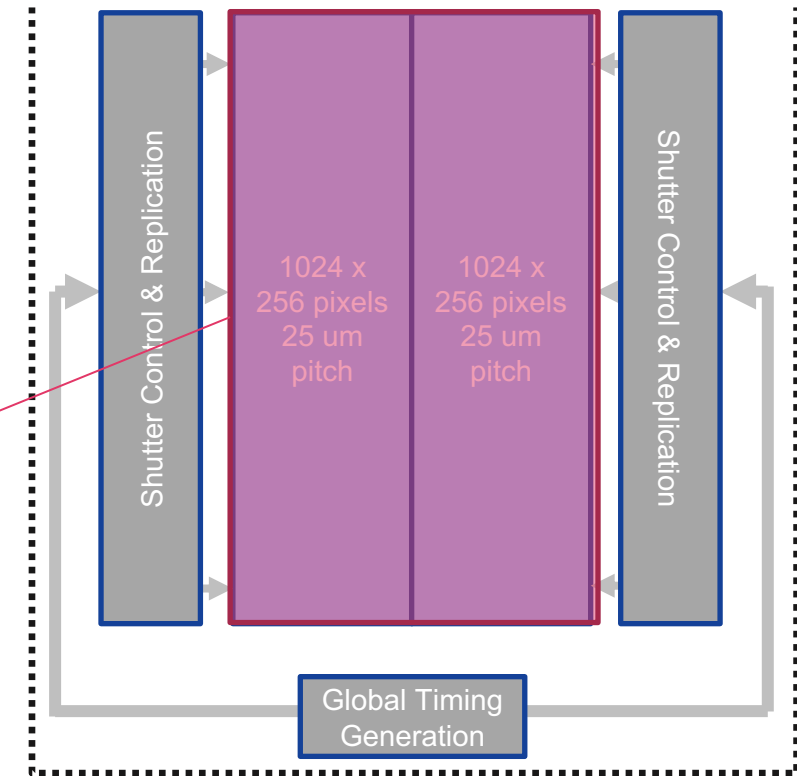 Shutter Control & Replication
1024 x
256 pixels
25 um
pitch
1024 x
256 pixels
25 um
pitch
Shutter Control & Replication
Global Timing
Generation